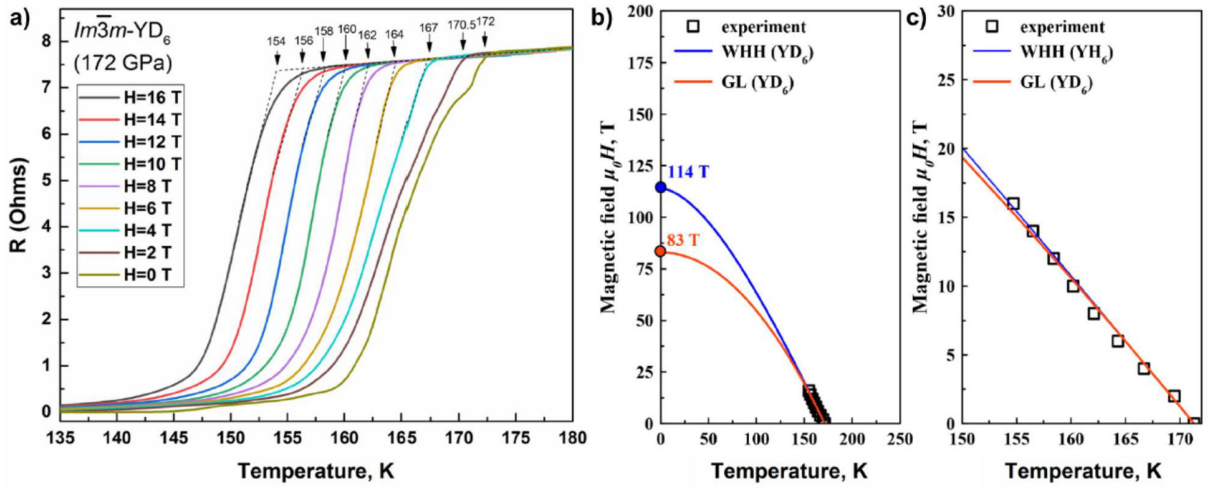 a)
Im3̅m-YD6
(172 GPa)
H=16 T
H=14 T
H=12 T
H=10 T
H=8 T
H=6 T
H=4 T
H=2 T
H=0 T
154
156
158
160
162
164
167
170.5
172
8
7
6
5
4
3
2
1
0
R (Ohms)
135 140 145 150 155 160 165 170 175 180
Temperature, K
b)
experiment
WHH (YD6)
GL (YD6)
200
175
150
125
100
75
50
25
0
114 T
83 T
Magnetic field μ0H, T
0 50 100 150 200 250
Temperature, K
c)
experiment
WHH (YH6)
GL (YD6)
30
25
20
15
10
5
0
Magnetic field μ0H, T
150 155 160 165 170
Temperature, K